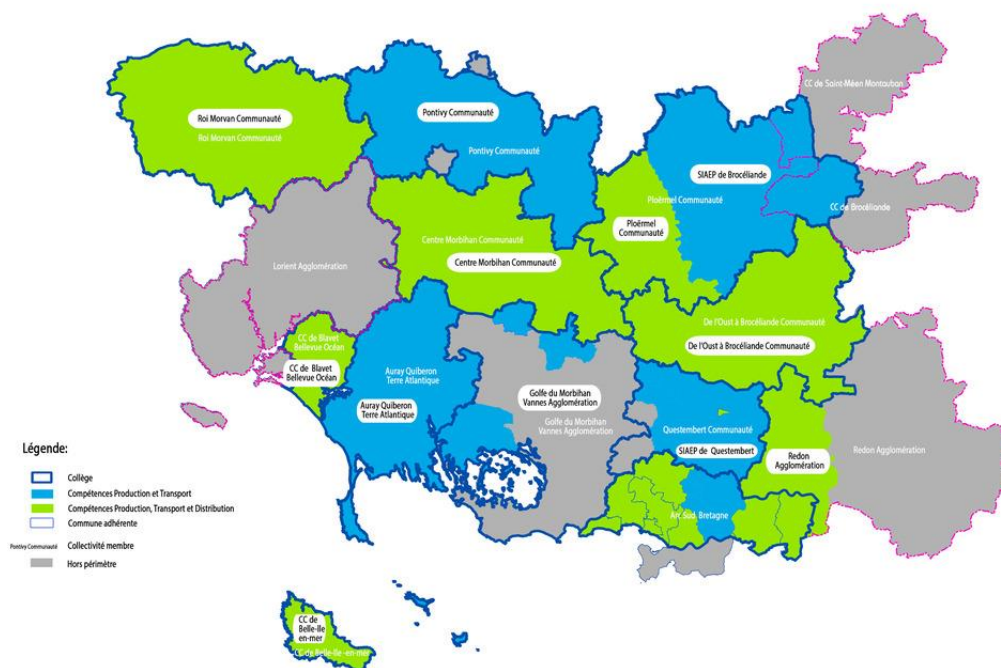 CC de Saint-Méen Montauban
Roi Morvan Communauté
Roi Morvan Communauté
Pontivy Communauté
Pontivy Communauté
SIAEP de Brocéliande
Ploërmel Communauté
CC de Brocéliande
Ploërmel
Communauté
Centre Morbihan Communauté
Centre Morbihan Communauté
Lorient Agglomération
De l'Oust à Brocéliande Communauté
De l'Oust à Brocéliande Communauté
CC de Blavet
Bellevue Océan
CC de Blavet
Bellevue Océan
Auray Quiberon
Terre Atlantique
Auray Quiberon
Terre Atlantique
Golfe du Morbihan
Vannes Agglomération
Golfe du Morbihan
Vannes Agglomération
Questembert Communauté
SIAEP de Questembert
Redon
Agglomération
Redon Agglomération
Arc Sud Bretagne
CC de
Belle-Ile
en-mer
CC de Belle-Ile -en-mer
Légende:
Collège
Compétences Production et Transport
Compétences Production, Transport et Distribution
Commune adhérente
Pontivy Communauté Collectivité membre
Hors périmètre